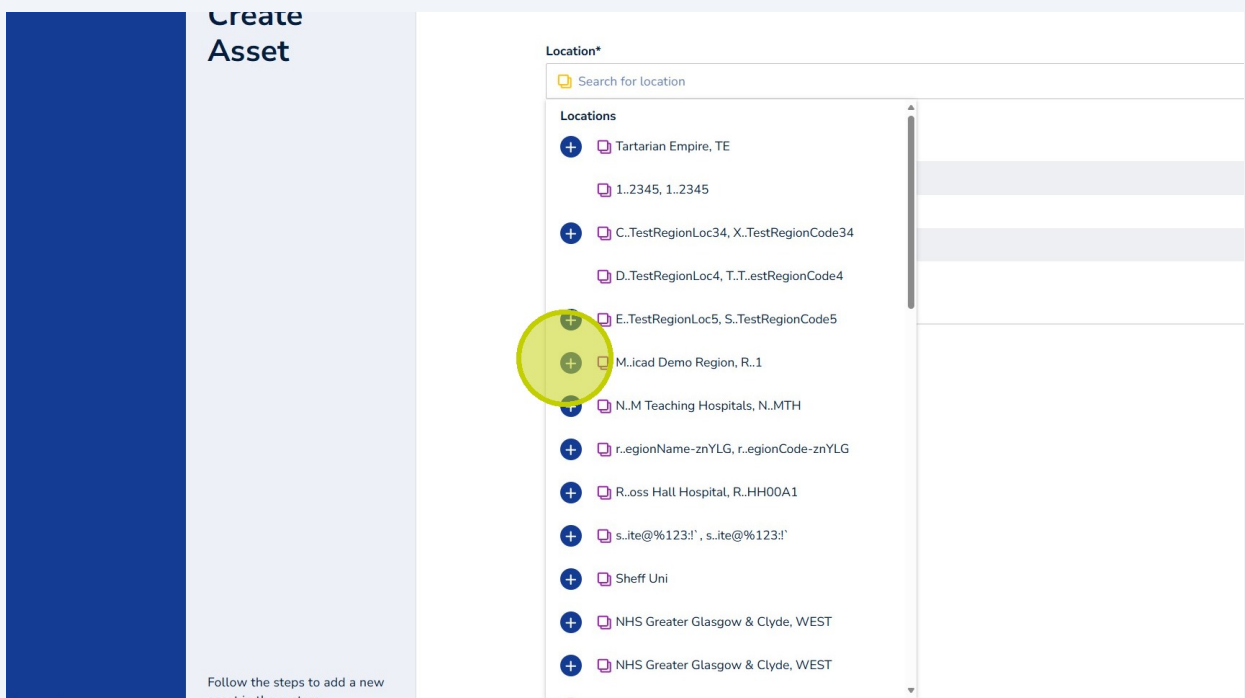 Create
Asset
Location*
Search for location
Locations
Tartarian Empire, TE
1..2345, 1..2345
C..TestRegionLoc34, X..TestRegionCode34
D..TestRegionLoc4, T..T..estRegionCode4
E..TestRegionLoc5, S..TestRegionCode5
M..icad Demo Region, R..1
N..M Teaching Hospitals, N..MTH
r..egionName-znYLG, r..egionCode-znYLG
R..oss Hall Hospital, R..HH00A1
s..ite@%123:!`, s..ite@%123:!`
Sheff Uni
NHS Greater Glasgow & Clyde, WEST
NHS Greater Glasgow & Clyde, WEST
Follow the steps to add a new